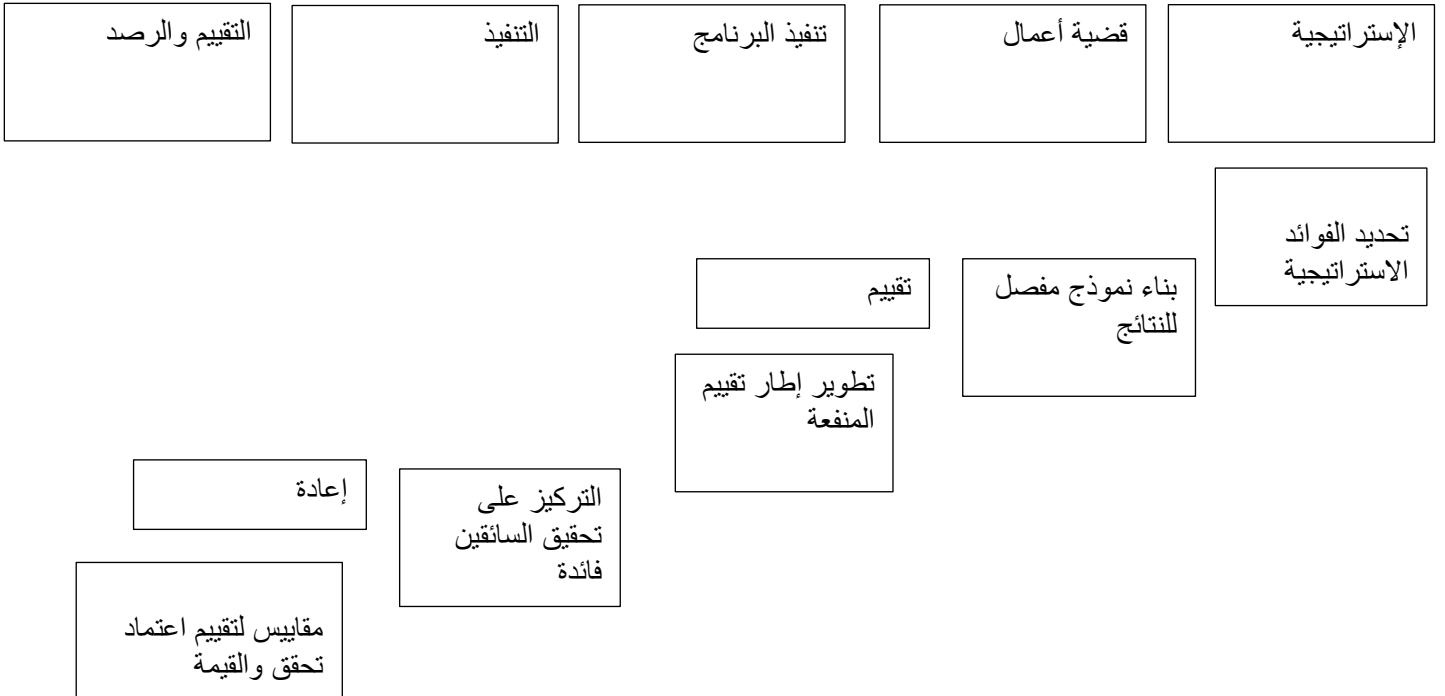 الإستراتيجية
قضية أعمال
تنفيذ البرنامج
التنفيذ
التقييم والرصد
تحديد الفوائد
الاستراتيجية
بناء نموذج مفصل
للنتائج
تقييم
تطوير إطار تقييم
المنفعة
التركيز على
تحقيق السائقين
فائدة
إعادة
مقاييس لتقييم اعتماد
تحقق والقيمة